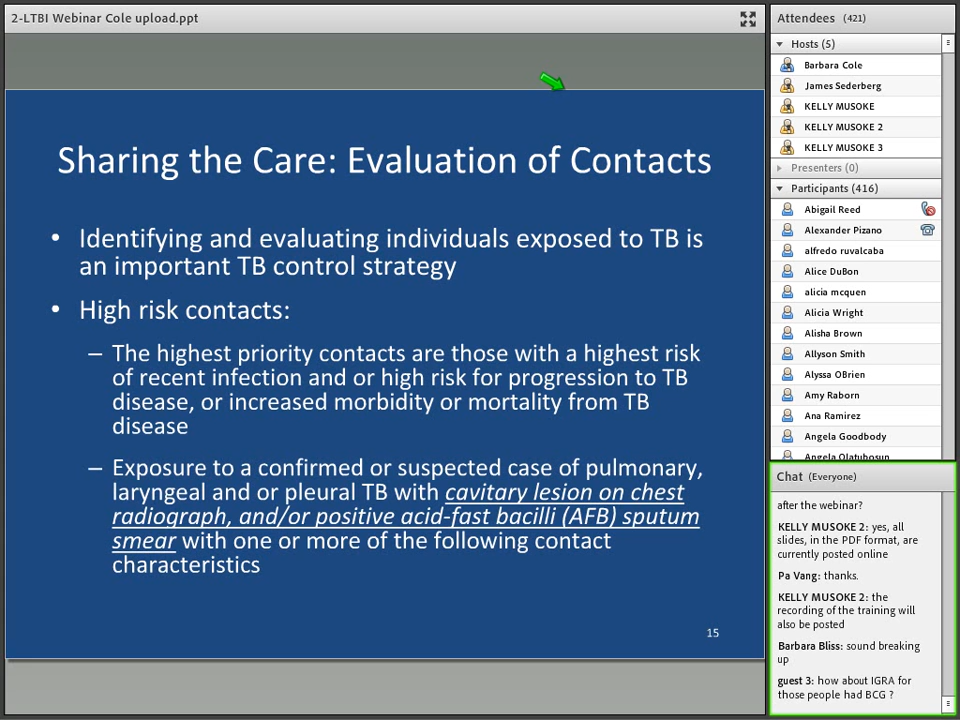 2-LTBI Webinar Cole upload.ppt
Sharing the Care: Evaluation of Contacts
• Identifying and evaluating individuals exposed to TB is
an important TB control strategy
• High risk contacts:
– The highest priority contacts are those with a highest risk
of recent infection and or high risk for progression to TB
disease, or increased morbidity or mortality from TB
disease
– Exposure to a confirmed or suspected case of pulmonary,
laryngeal and or pleural TB with cavitary lesion on chest
radiograph, and/or positive acid-fast bacilli (AFB) sputum
smear with one or more of the following contact
characteristics
15
Attendees (421)
Hosts (5)
Barbara Cole
James Sederberg
KELLY MUSOKE
KELLY MUSOKE 2
KELLY MUSOKE 3
Presenters (0)
Participants (416)
Abigail Reed
Alexander Pizano
alfredo ruvalcaba
Alice DuBon
alicia mcquen
Alicia Wright
Alisha Brown
Allyson Smith
Alyssa OBrien
Amy Raborn
Ana Ramirez
Angela Goodbody
Angela Olatubosun
Chat (Everyone)
after the webinar?
KELLY MUSOKE 2: yes, all
slides, in the PDF format, are
currently posted online
Pa Vang: thanks.
KELLY MUSOKE 2: the
recording of the training will
also be posted
Barbara Bliss: sound breaking
up
guest 3: how about IGRA for
those people had BCG ?